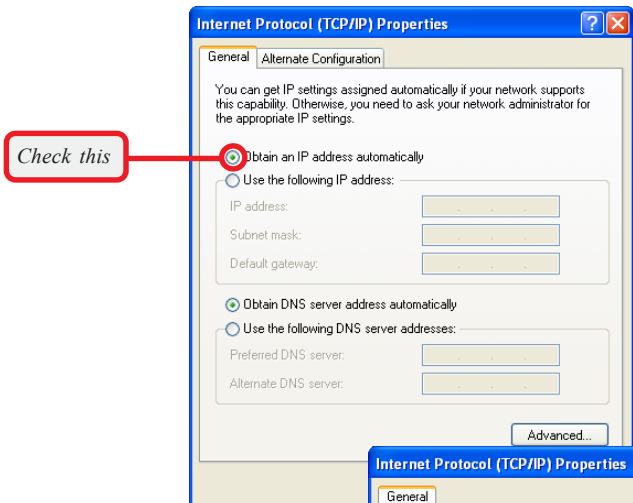 Internet Protocol (TCP/IP) Properties
General
Alternate Configuration
You can get IP settings assigned automatically if your network supports
this capability. Otherwise, you need to ask your network administrator for
the appropriate IP settings.
Check this
Obtain an IP address automatically
Use the following IP address:
IP address:
Subnet mask:
Default gateway:
Obtain DNS server address automatically
Use the following DNS server addresses:
Preferred DNS server:
Alternate DNS server:
Advanced...
Internet Protocol (TCP/IP) Properties
General